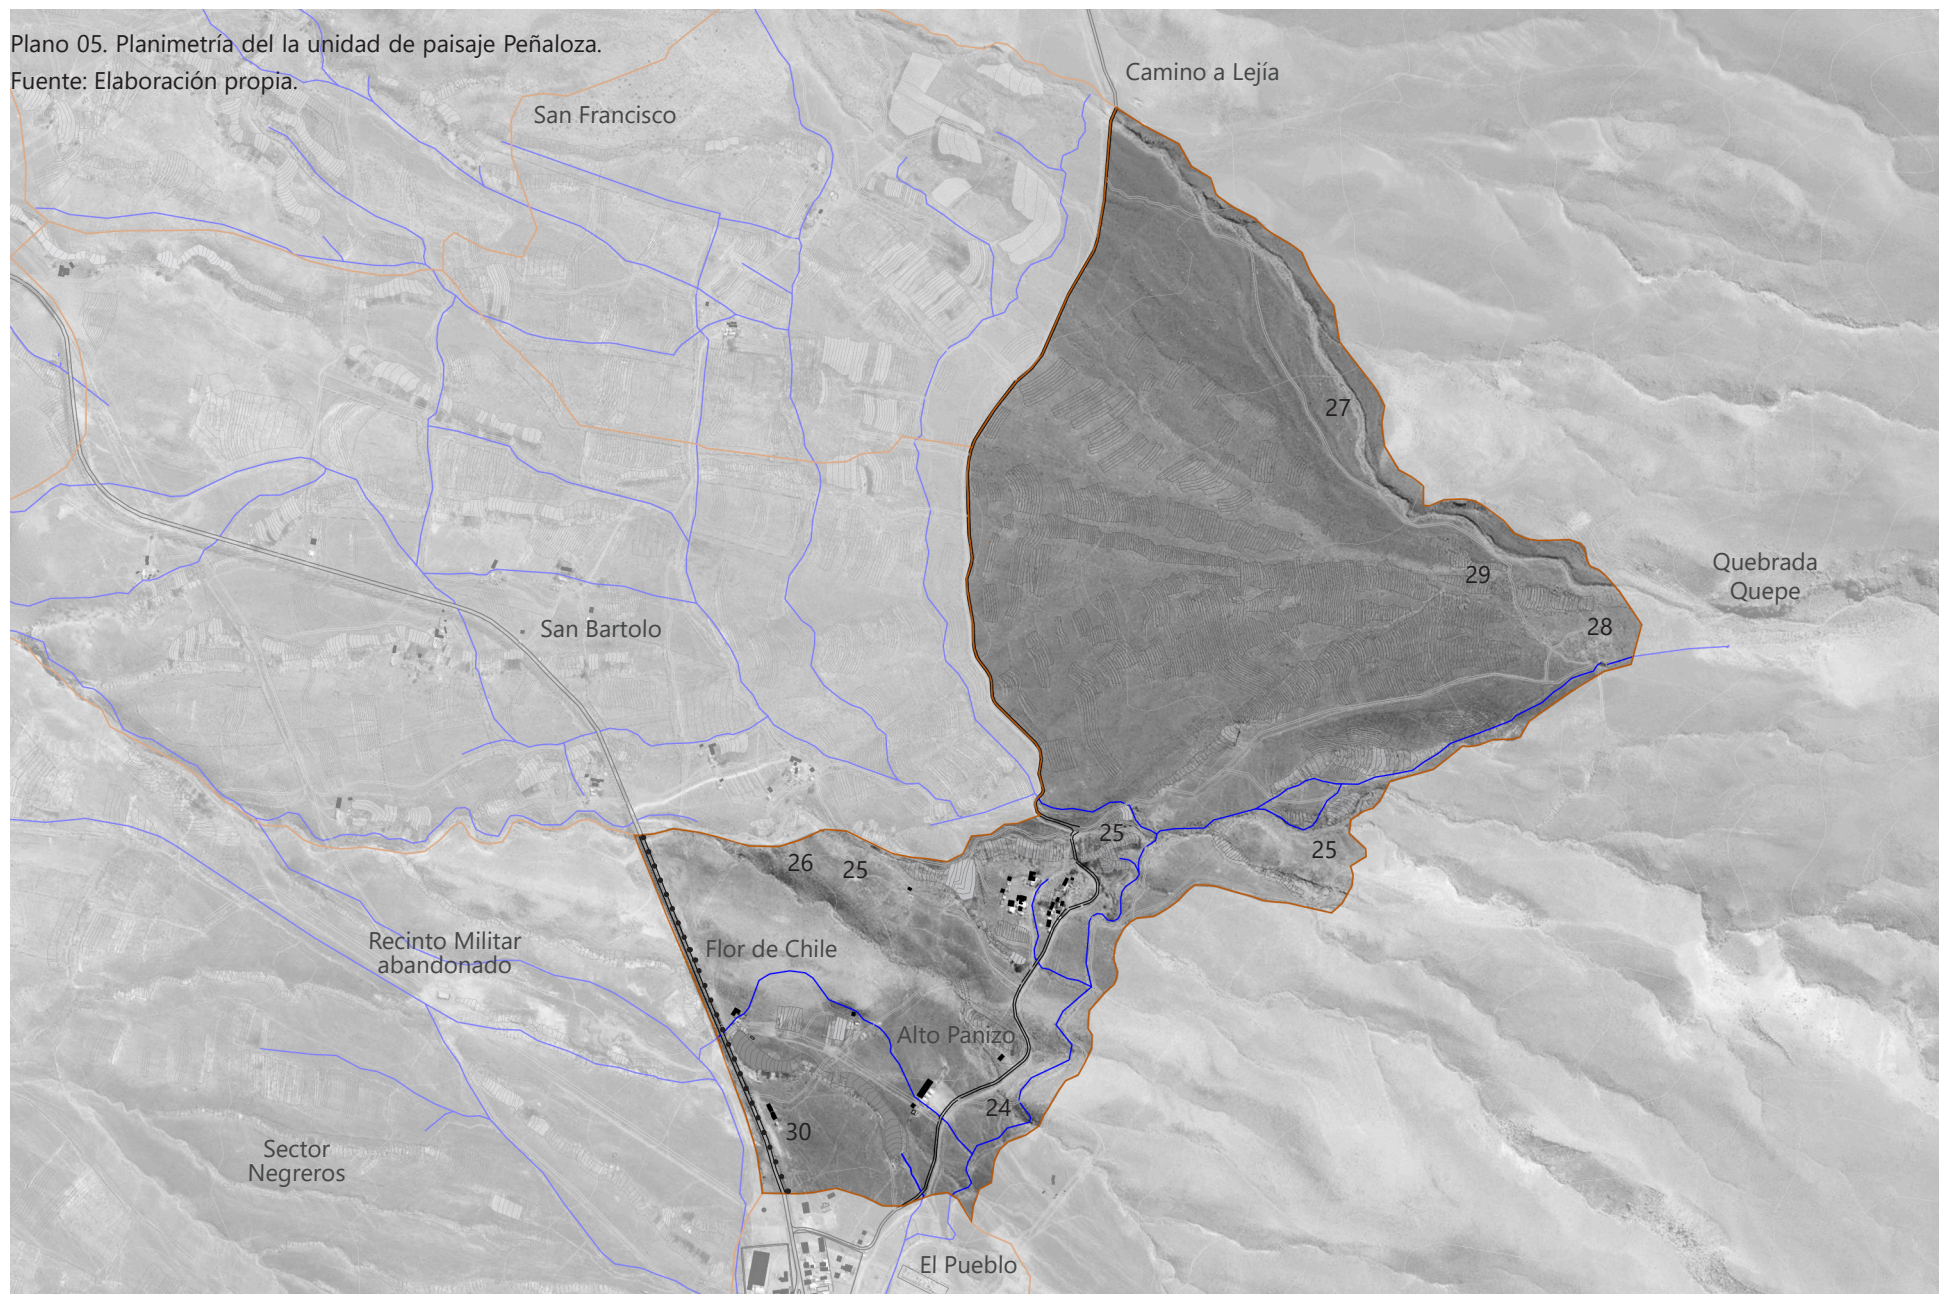 Plano 05. Planimetría del la unidad de paisaje Peñaloza.
Fuente: Elaboración propia.
Camino a Lejía
San Francisco
27
Quebrada
Quepe
29
28
San Bartolo
25
25
26
25
Recinto Militar
abandonado
Flor de Chile
Alto Panizo
24
30
Sector
Negreros
El Pueblo